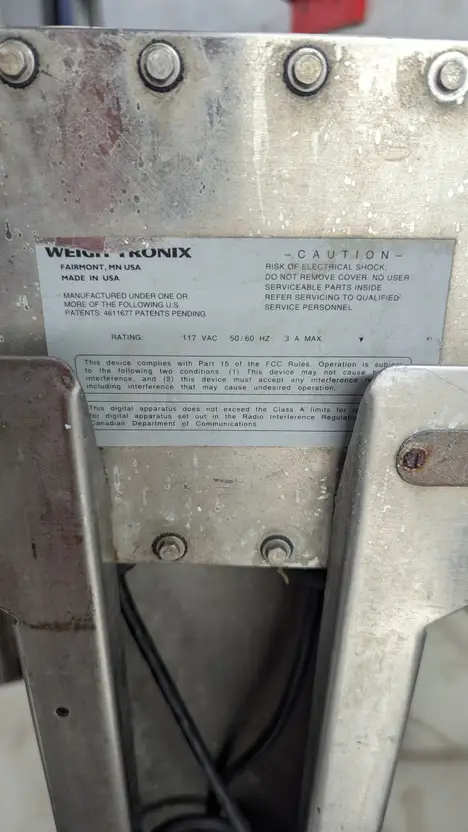 WEIGH-TRONIX
FAIRMONT, MN USA
MADE IN USA
MANUFACTURED UNDER ONE OR
MORE OF THE FOLLOWING U.S.
PATENTS: 4611677 PATENTS PENDING
-CAUTION-
RISK OF ELECTRICAL SHOCK.
DO NOT REMOVE COVER. NO USER
SERVICEABLE PARTS INSIDE
REFER SERVICING TO QUALIFIED
SERVICE PERSONNEL
RATING: 117 VAC 50/60 HZ 3 A MAX.
This device complies with Part 15 of the FCC Rules. Operation is subject
to the following two conditions: (1) This device may not cause
interference, and (2) this device must accept any interference
including interference that may cause undesired operation.
This digital apparatus does not exceed the Class A limits for
for digital apparatus set out in the Radio Interference
Canadian Department of Communications